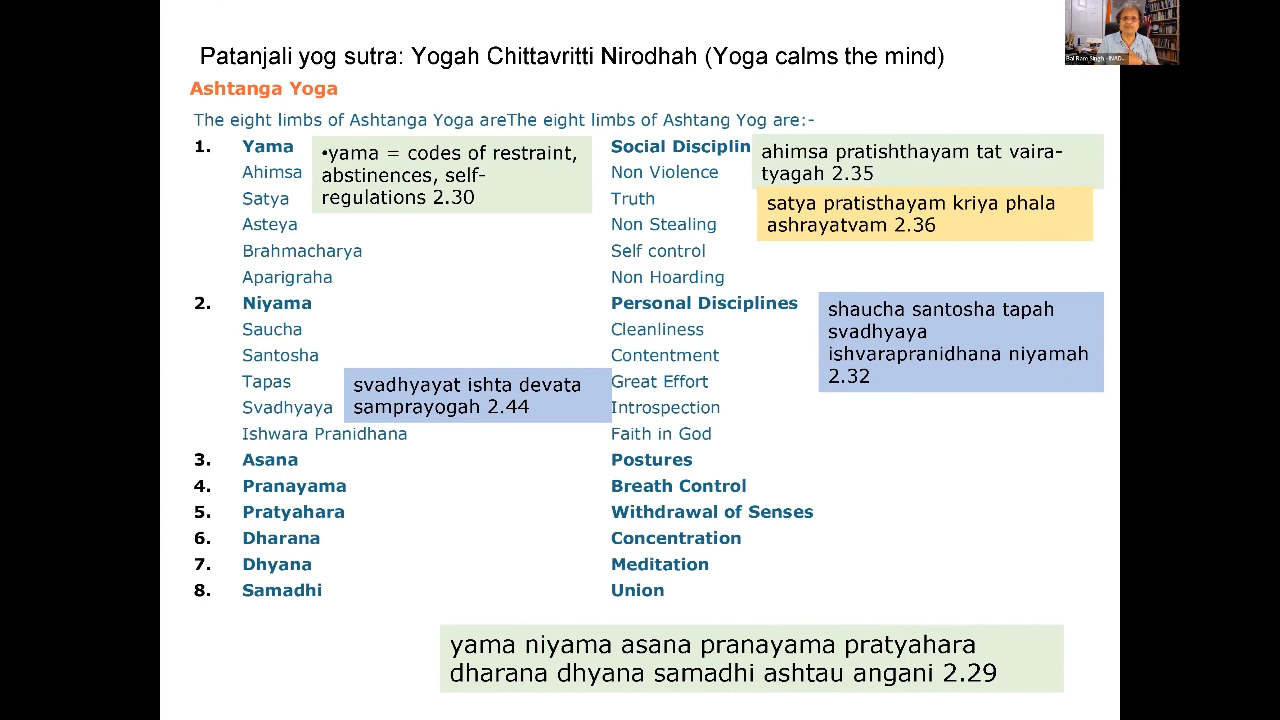 Patanjali yog sutra: Yogah Chittavritti Nirodhah (Yoga calms the mind)
Bal Ram Singh - INAD...
Ashtanga Yoga
The eight limbs of Ashtanga Yoga areThe eight limbs of Ashtang Yog are:-
1. Yama Social Disciplin
•yama = codes of restraint,
abstinences, self-
regulations 2.30
ahimsa pratishthayam tat vaira-
tyagah 2.35
Ahimsa Non Violence
Satya Truth
satya pratisthayam kriya phala
ashrayatvam 2.36
Asteya Non Stealing
Brahmacharya Self control
Aparigraha Non Hoarding
2. Niyama Personal Disciplines
shaucha santosha tapah
svadhyaya
ishvarapranidhana niyamah
2.32
Saucha Cleanliness
Santosha Contentment
Tapas Great Effort
svadhyayat ishta devata
samprayogah 2.44
Svadhyaya Introspection
Ishwara Pranidhana Faith in God
3. Asana Postures
4. Pranayama Breath Control
5. Pratyahara Withdrawal of Senses
6. Dharana Concentration
7. Dhyana Meditation
8. Samadhi Union
yama niyama asana pranayama pratyahara
dharana dhyana samadhi ashtau angani 2.29